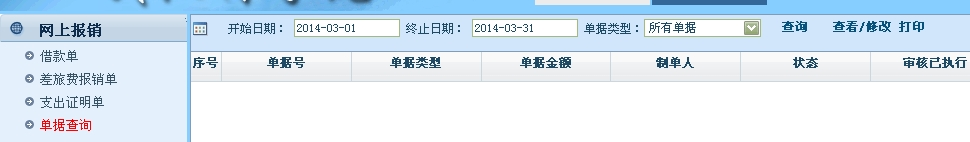 网上报销
借款单
差旅费报销单
支出证明单
单据查询
开始日期： 2014-03-01 终止日期： 2014-03-31 单据类型： 所有单据 查询 查看/修改 打印
序号 单据号 单据类型 单据金额 制单人 状态 审核已执行